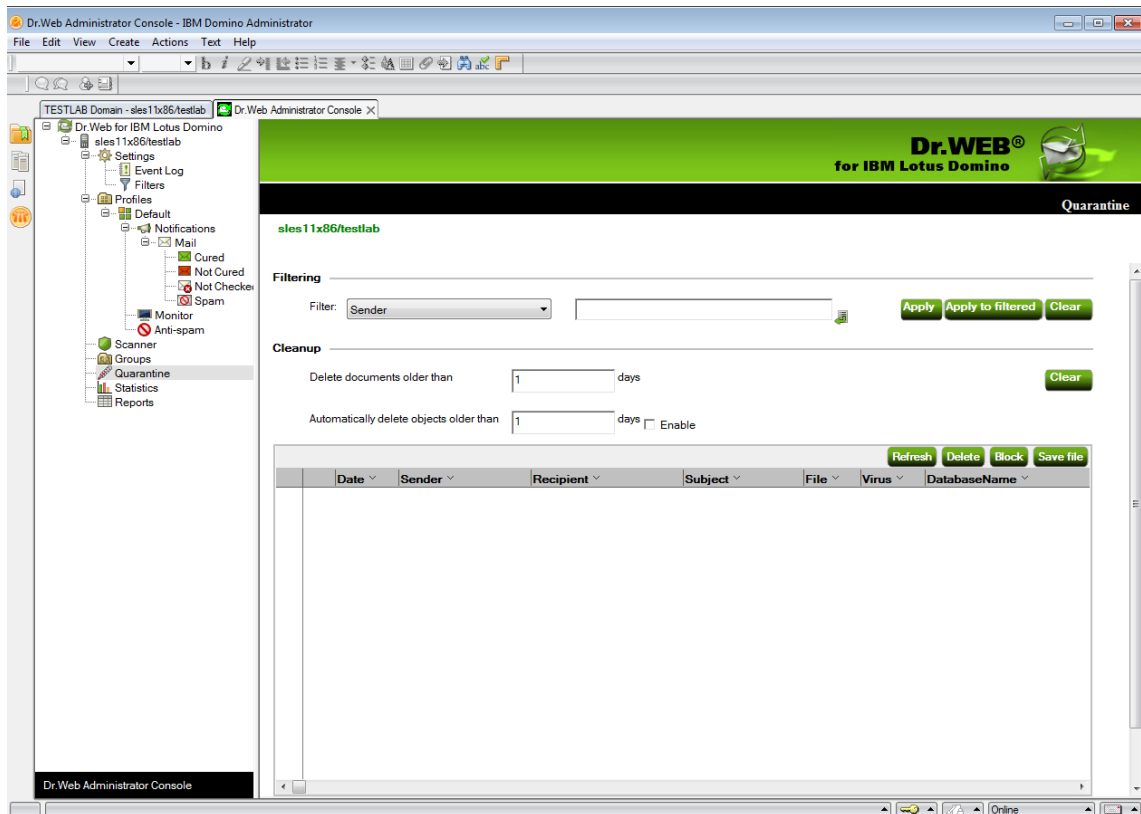 Dr.Web Administrator Console - IBM Domino Administrator
File Edit View Create Actions Text Help
TESTLAB Domain - sles11x86/testlab
Dr.Web Administrator Console
Dr.Web for IBM Lotus Domino
sles11x86/testlab
Settings
Event Log
Filters
Profiles
Default
Notifications
Mail
Cured
Not Cured
Not Checke
Spam
Monitor
Anti-spam
Scanner
Groups
Quarantine
Statistics
Reports
Dr.Web Administrator Console
Dr.WEB®
for IBM Lotus Domino
Quarantine
sles11x86/testlab
Filtering
Filter: Sender Apply Apply to filtered Clear
Cleanup
Delete documents older than 1 days Clear
Automatically delete objects older than 1 days Enable
Refresh Delete Block Save file
Date Sender Recipient Subject File Virus DatabaseName
Online